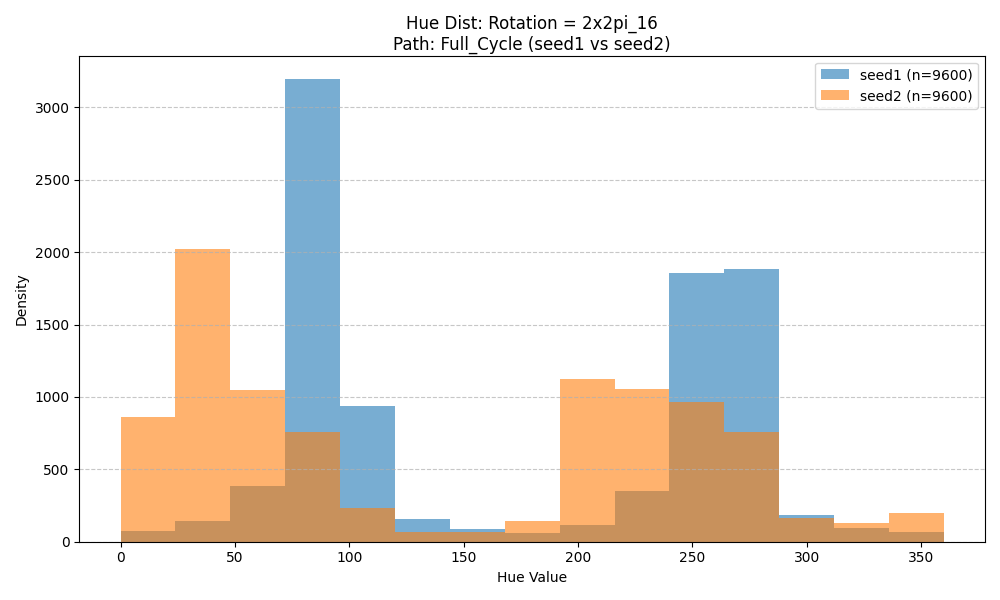 Hue Dist: Rotation = 2x2pi_16
Path: Full_Cycle (seed1 vs seed2)
seed1 (n=9600)
seed2 (n=9600)
Density
3000
2500
2000
1500
1000
500
0
0 50 100 150 200 250 300 350
Hue Value